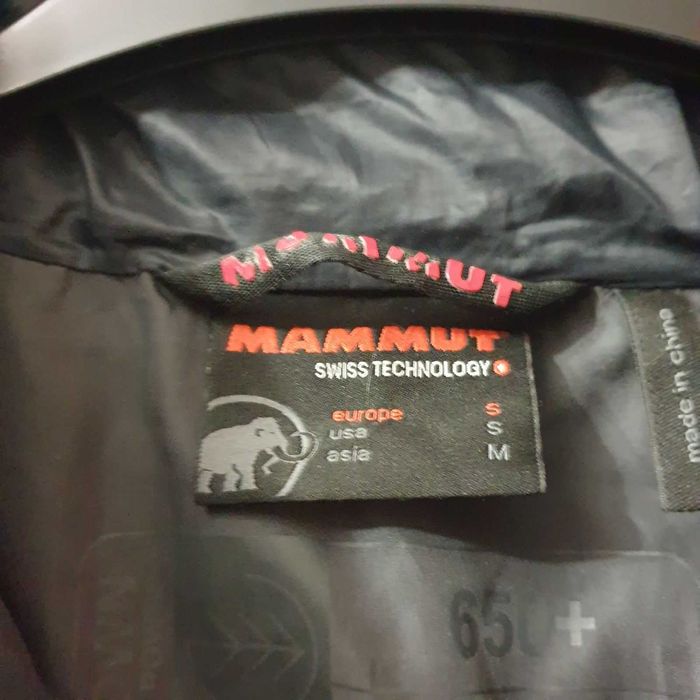 MAMMUT
MAMMUT
SWISS TECHNOLOGY
europe S
usa S
asia M
made in china
650+